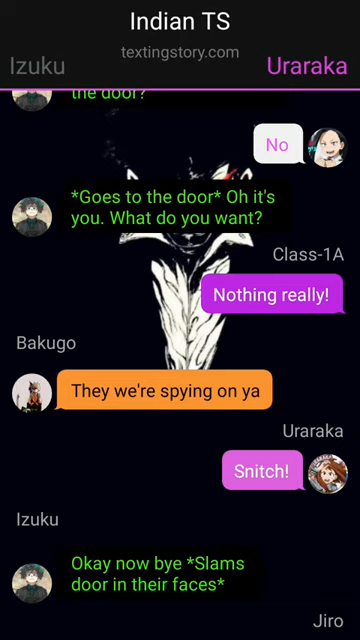 Indian TS
textingstory.com
Izuku
Uraraka
the door?
No
*Goes to the door* Oh it's
you. What do you want?
Class-1A
Nothing really!
Bakugo
They we're spying on ya
Uraraka
Snitch!
Izuku
Okay now bye *Slams
door in their faces*
Jiro